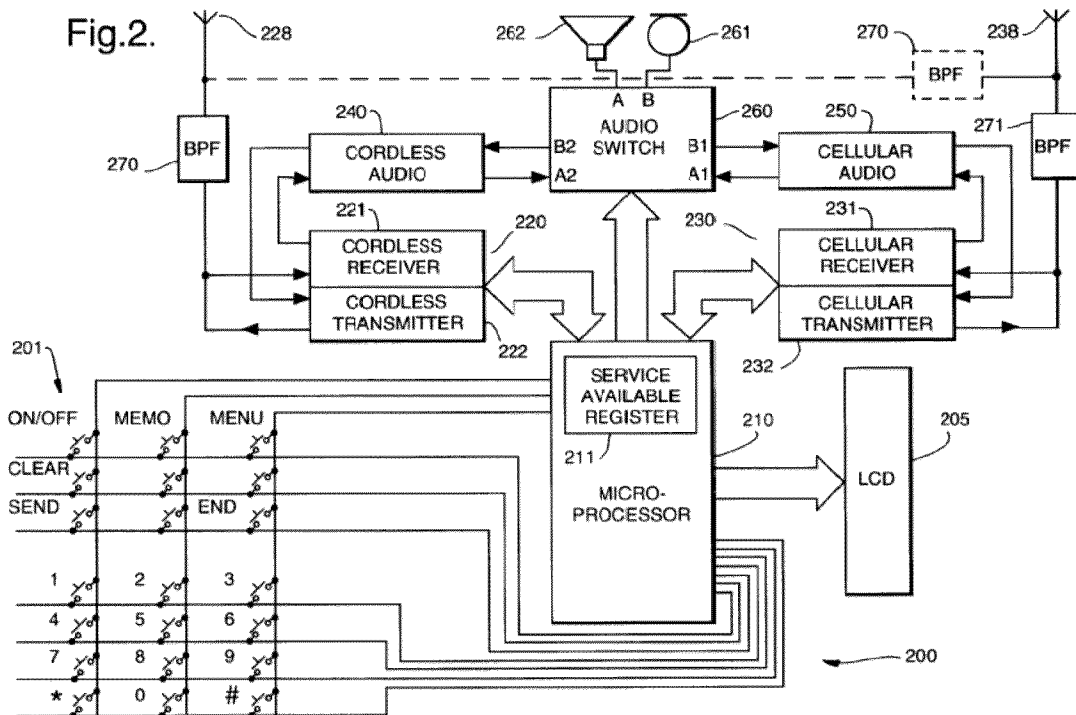 Fig.2.
228
262
261
270
BPF
238
A B
AUDIO
SWITCH
B2
A2
B1
A1
260
240
CORDLESS
AUDIO
250
CELLULAR
AUDIO
271
BPF
BPF
270
221
CORDLESS
RECEIVER
CORDLESS
TRANSMITTER
220
222
230
231
CELLULAR
RECEIVER
CELLULAR
TRANSMITTER
232
201
SERVICE
AVAILABLE
REGISTER
211
210
MICRO-
PROCESSOR
LCD
205
ON/OFF MEMO MENU
CLEAR
SEND END
1 2 3
4 5 6
7 8 9
* 0 #
200